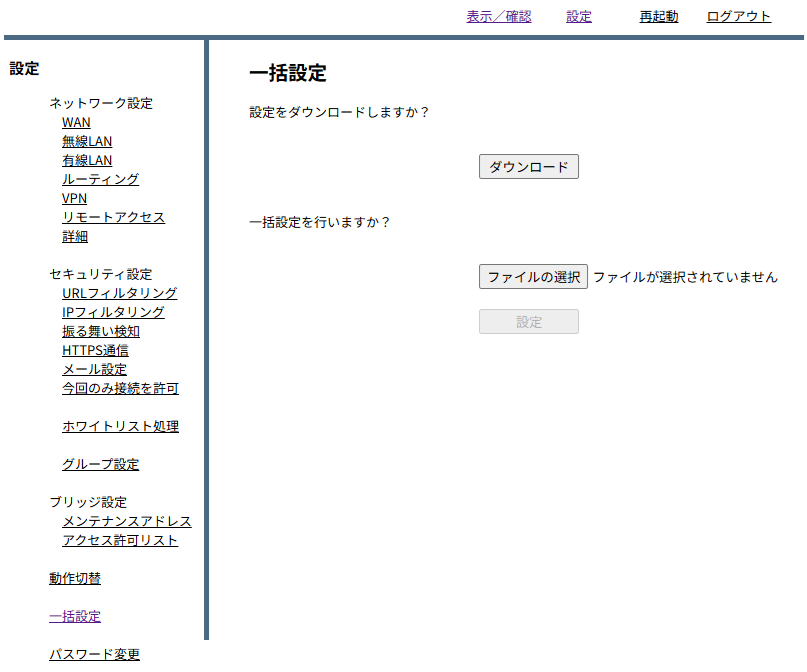 表示／確認 設定 再起動 ログアウト
設定
ネットワーク設定
WAN
無線LAN
有線LAN
ルーティング
VPN
リモートアクセス
詳細
セキュリティ設定
URLフィルタリング
IPフィルタリング
振る舞い検知
HTTPS通信
メール設定
今回のみ接続を許可
ホワイトリスト処理
グループ設定
ブリッジ設定
メンテナンスアドレス
アクセス許可リスト
動作切替
一括設定
パスワード変更
一括設定
設定をダウンロードしますか？
ダウンロード
一括設定を行いますか？
ファイルの選択 ファイルが選択されていません
設定